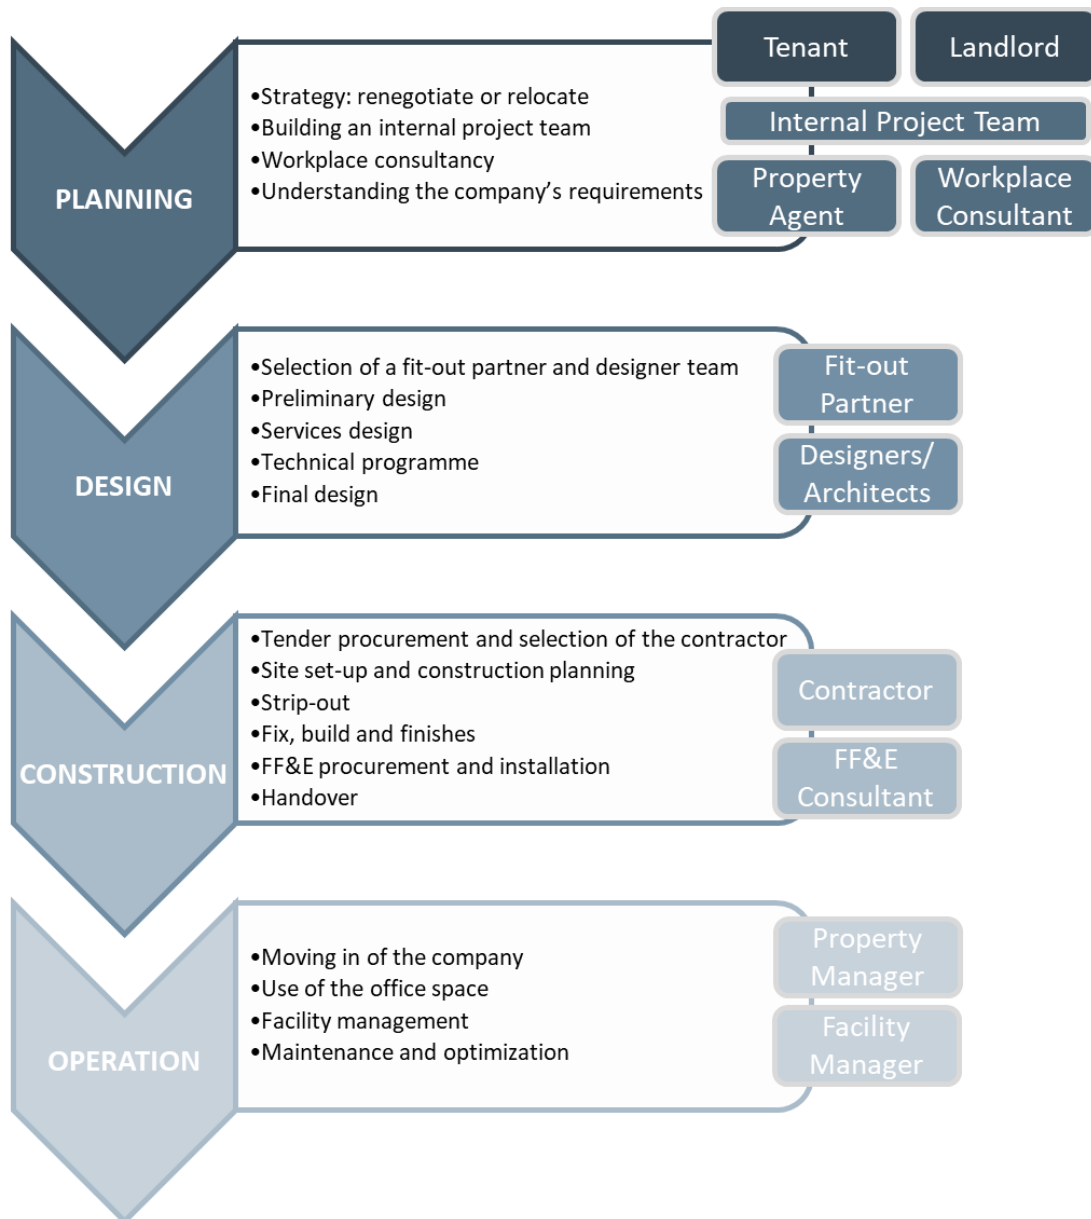 PLANNING
•Strategy: renegotiate or relocate
•Building an internal project team
•Workplace consultancy
•Understanding the company’s requirements
Tenant
Landlord
Internal Project Team
Property
Agent
Workplace
Consultant
DESIGN
•Selection of a fit-out partner and designer team
•Preliminary design
•Services design
•Technical programme
•Final design
Fit-out
Partner
Designers/
Architects
CONSTRUCTION
•Tender procurement and selection of the contractor
•Site set-up and construction planning
•Strip-out
•Fix, build and finishes
•FF&E procurement and installation
•Handover
Contractor
FF&E
Consultant
OPERATION
•Moving in of the company
•Use of the office space
•Facility management
•Maintenance and optimization
Property
Manager
Facility
Manager